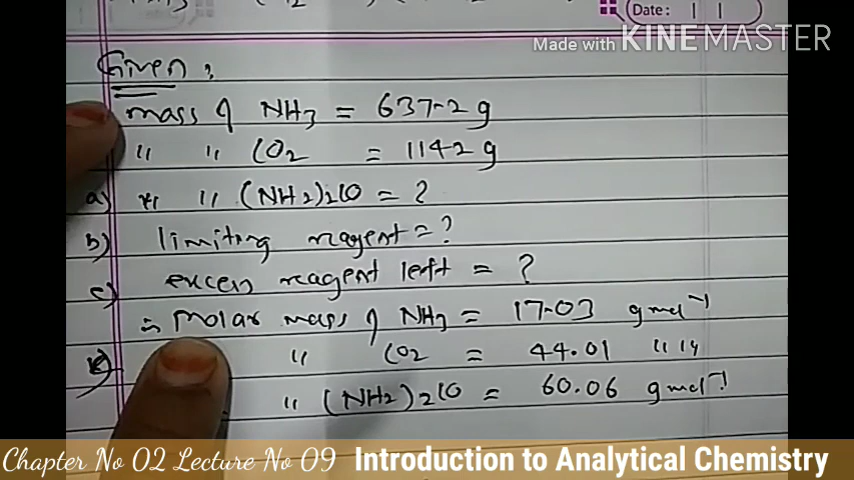 Date :
Made with KINEMASTER
Given :
mass of NH3 = 637.2 g
" " CO2 = 1142 g
a) " " (NH2)2CO = ?
b) limiting reagent = ?
c) excess reagent left = ?
∴ Molar mass of NH3 = 17.03 gmol-1
" CO2 = 44.01 " "
" (NH2)2CO = 60.06 gmol-1
Chapter No 02 Lecture No 09 Introduction to Analytical Chemistry